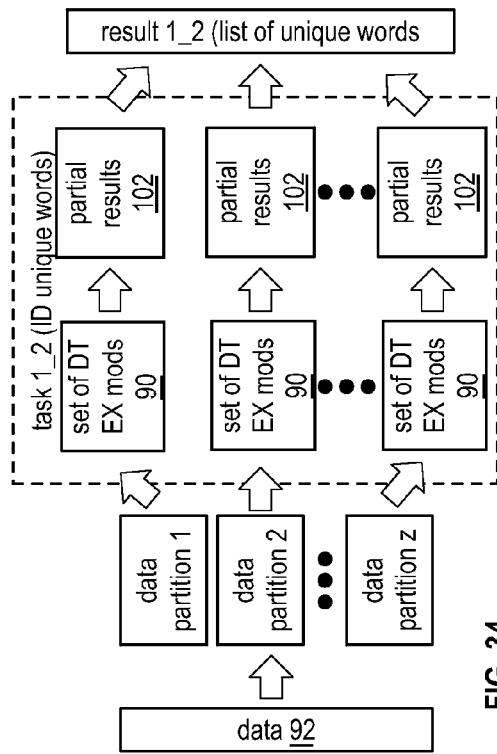 data 92
data
partition 1
data
partition 2
data
partition z
task 1_2 (ID unique words)
set of DT
EX mods
90
set of DT
EX mods
90
set of DT
EX mods
90
partial
results
102
partial
results
102
partial
results
102
result 1_2 (list of unique words
FIG. 34